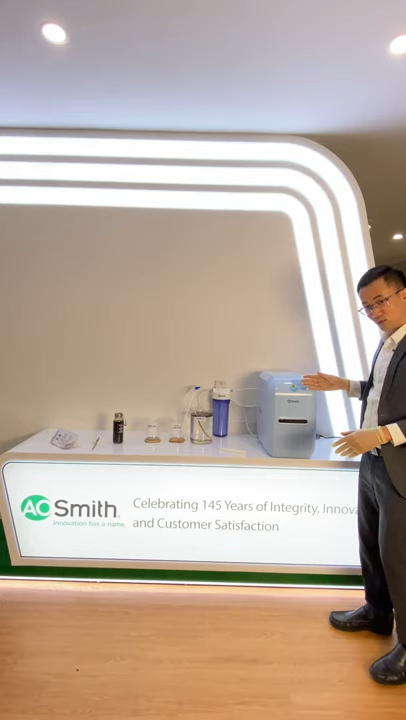 AO Smith
Innovation has a name.
Celebrating 145 Years of Integrity, Innova
and Customer Satisfaction